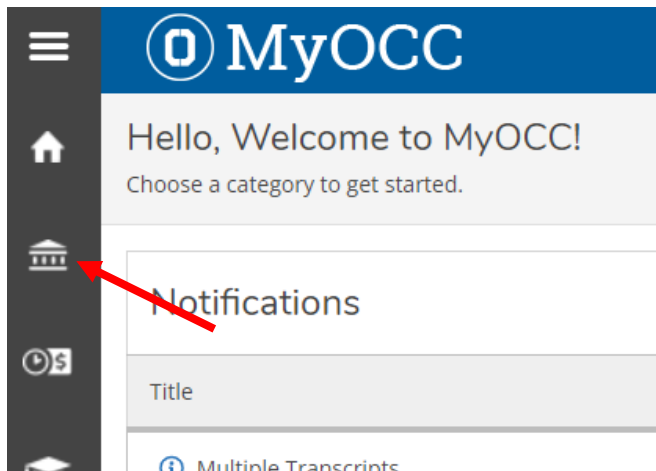 MyOCC
Hello, Welcome to MyOCC!
Choose a category to get started.
Notifications
Title
Multiple Transcripts